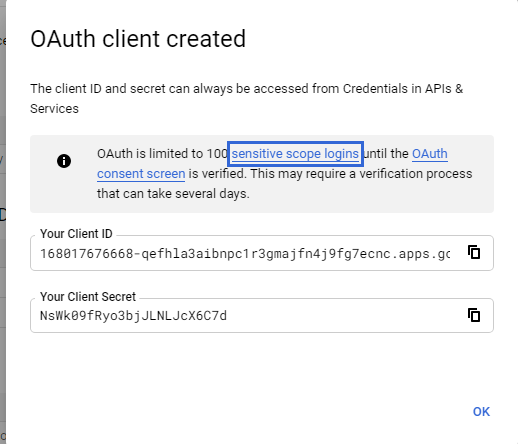 OAuth client created
The client ID and secret can always be accessed from Credentials in APIs &
Services
OAuth is limited to 100 sensitive scope logins until the OAuth
consent screen is verified. This may require a verification process
that can take several days.
Your Client ID
168017676668-qefhla3aibnpc1r3gmajfn4j9fg7ecnc.apps.gc
Your Client Secret
NsWk09fRyo3bjJLNLJcX6C7d
OK